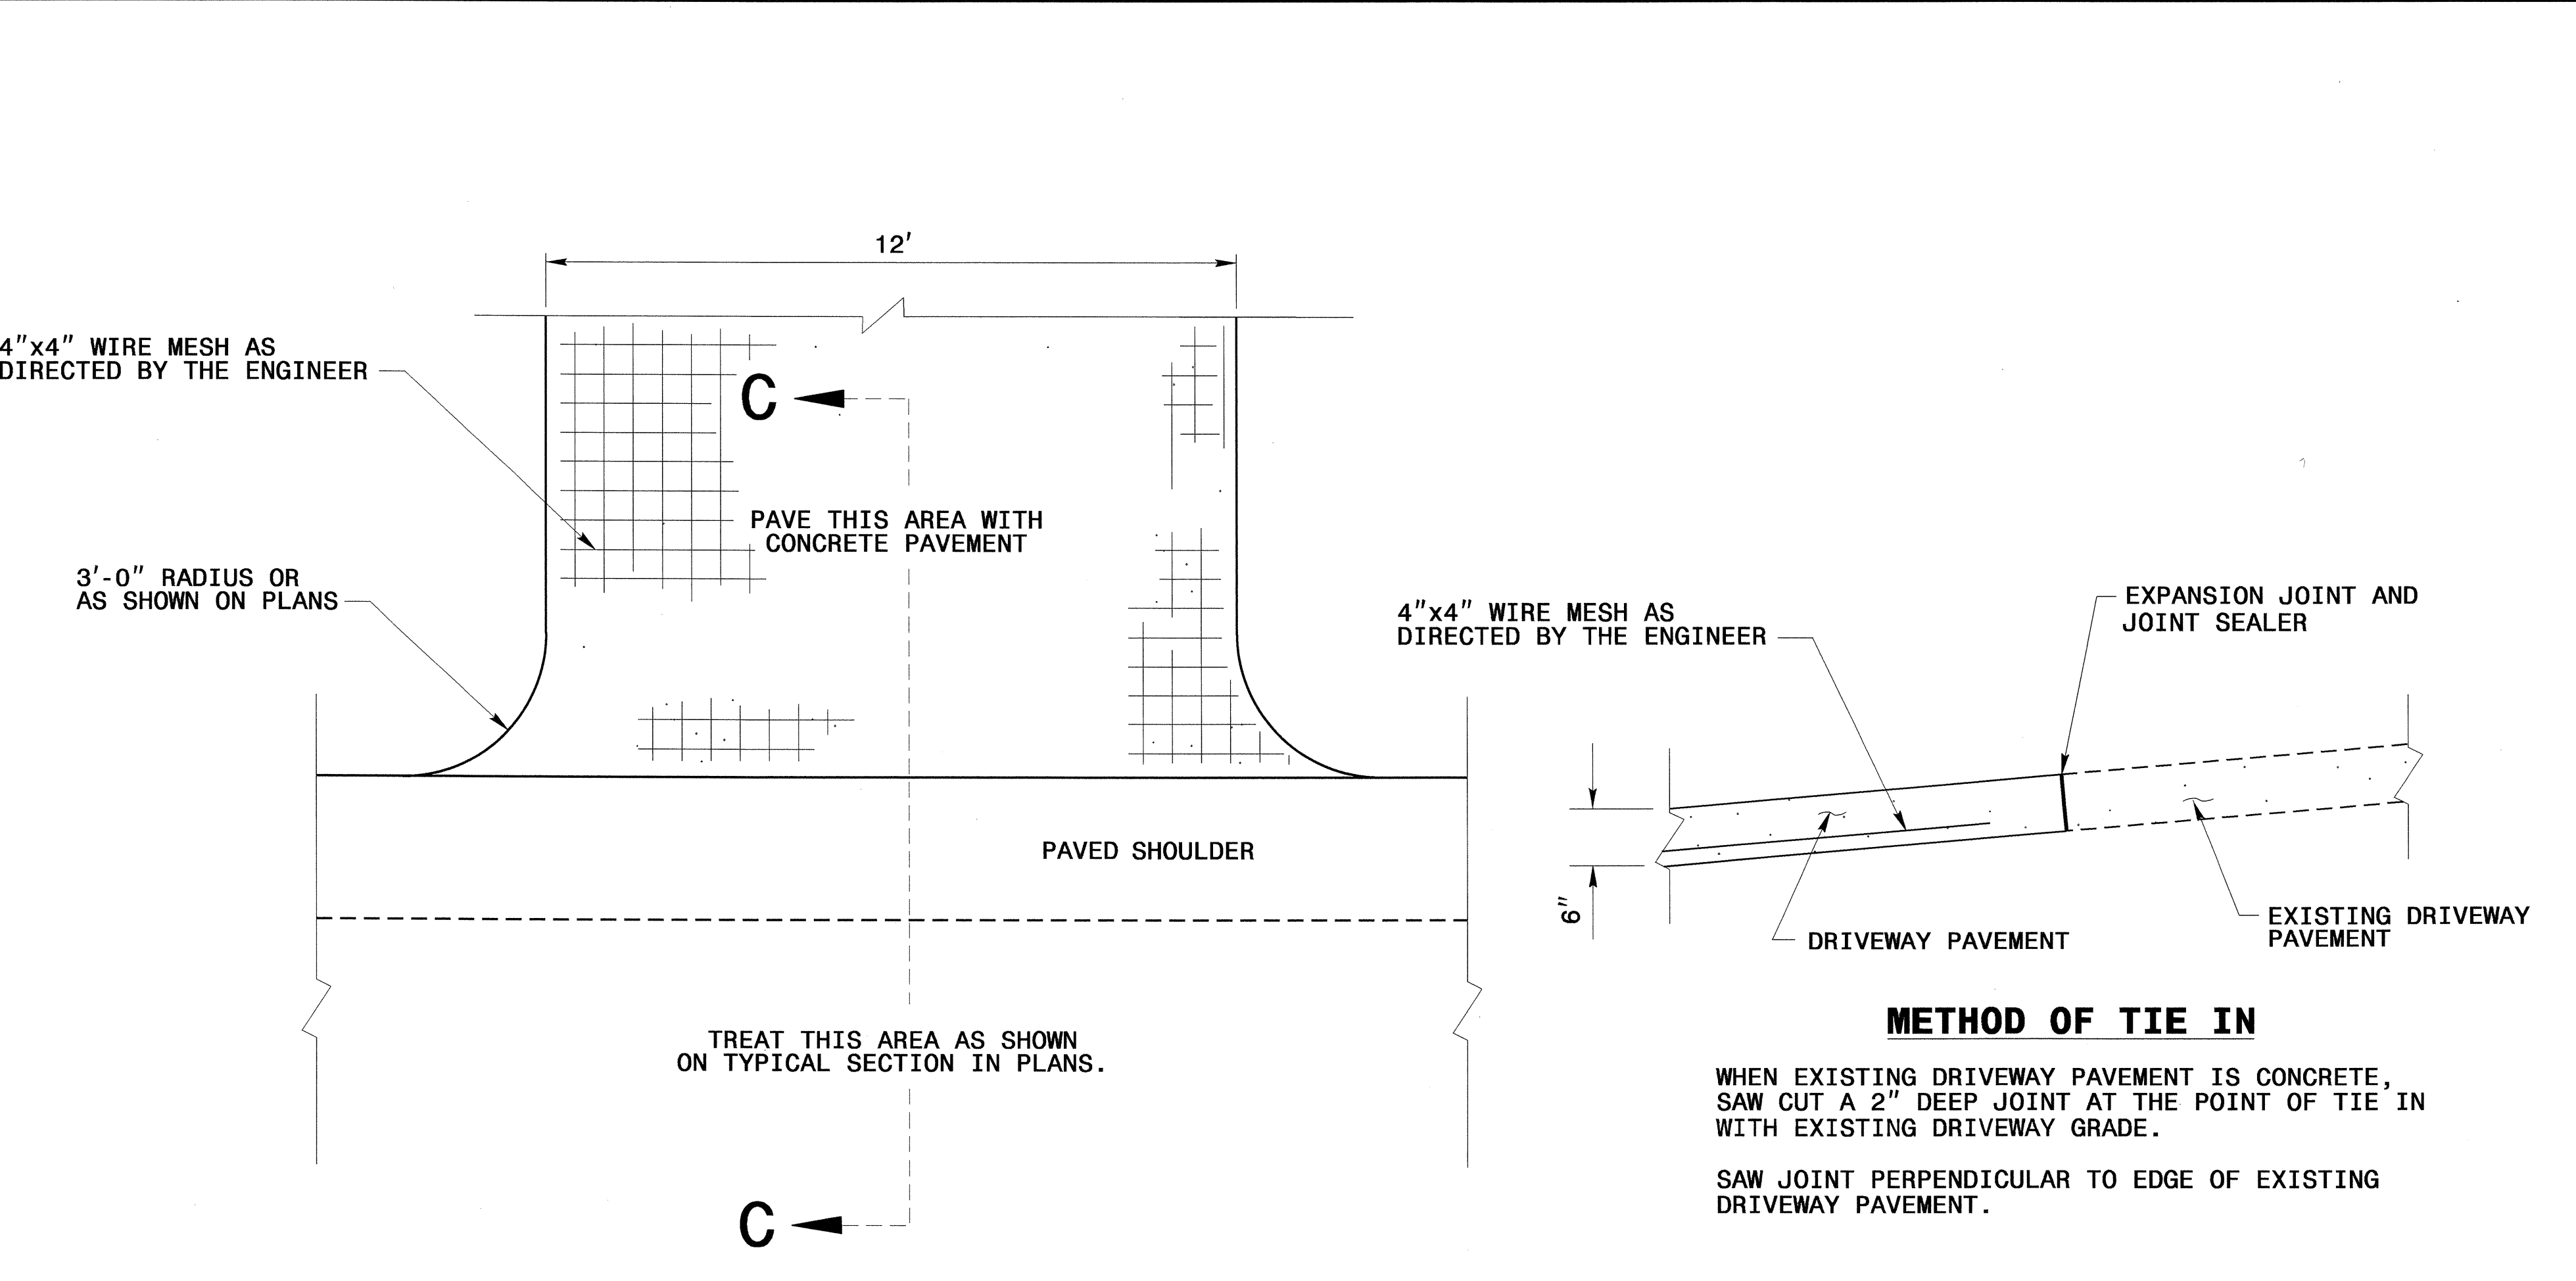 12'
4"x4" WIRE MESH AS
DIRECTED BY THE ENGINEER
C
PAVE THIS AREA WITH
CONCRETE PAVEMENT
3'-0" RADIUS OR
AS SHOWN ON PLANS
PAVED SHOULDER
TREAT THIS AREA AS SHOWN
ON TYPICAL SECTION IN PLANS.
C
4"x4" WIRE MESH AS
DIRECTED BY THE ENGINEER
EXPANSION JOINT AND
JOINT SEALER
6"
DRIVEWAY PAVEMENT
EXISTING DRIVEWAY
PAVEMENT
METHOD OF TIE IN
WHEN EXISTING DRIVEWAY PAVEMENT IS CONCRETE,
SAW CUT A 2" DEEP JOINT AT THE POINT OF TIE IN
WITH EXISTING DRIVEWAY GRADE.
SAW JOINT PERPENDICULAR TO EDGE OF EXISTING
DRIVEWAY PAVEMENT.